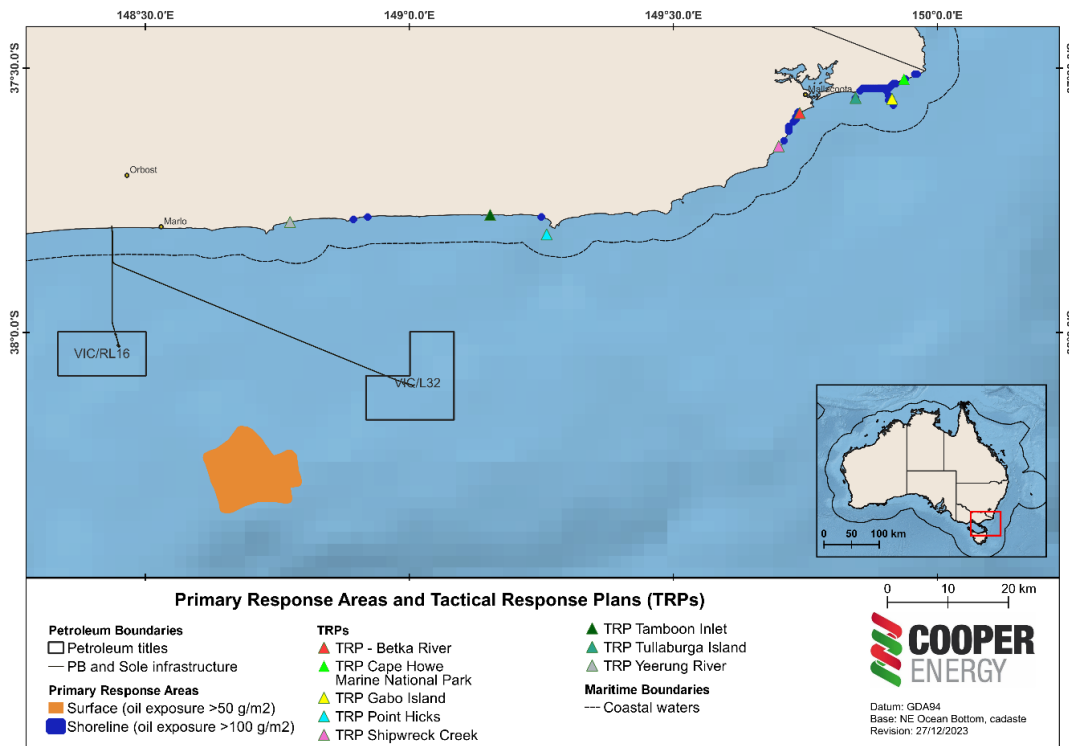 148°30.0'E
149°0.0'E
149°30.0'E
150°0.0'E
37°30.0'S
Mallacoota
Orbost
Marlo
38°0.0'S
VIC/RL16
VIC/L32
0 50 100 km
Primary Response Areas and Tactical Response Plans (TRPs)
0 10 20 km
Petroleum Boundaries
Petroleum titles
PB and Sole infrastructure
Primary Response Areas
Surface (oil exposure >50 g/m2)
Shoreline (oil exposure >100 g/m2)
TRPs
TRP - Betka River
TRP Cape Howe
Marine National Park
TRP Gabo Island
TRP Point Hicks
TRP Shipwreck Creek
TRP Tamboon Inlet
TRP Tullaburga Island
TRP Yeerung River
Maritime Boundaries
Coastal waters
COOPER
ENERGY
Datum: GDA94
Base: NE Ocean Bottom, cadaste
Revision: 27/12/2023